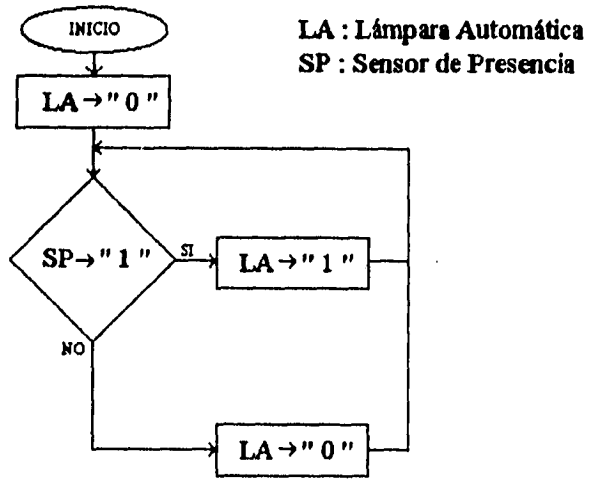 INICIO
LA : Lámpara Automática
SP : Sensor de Presencia
LA → " 0 "
SP → " 1 "
SI
LA → " 1 "
NO
LA → " 0 "